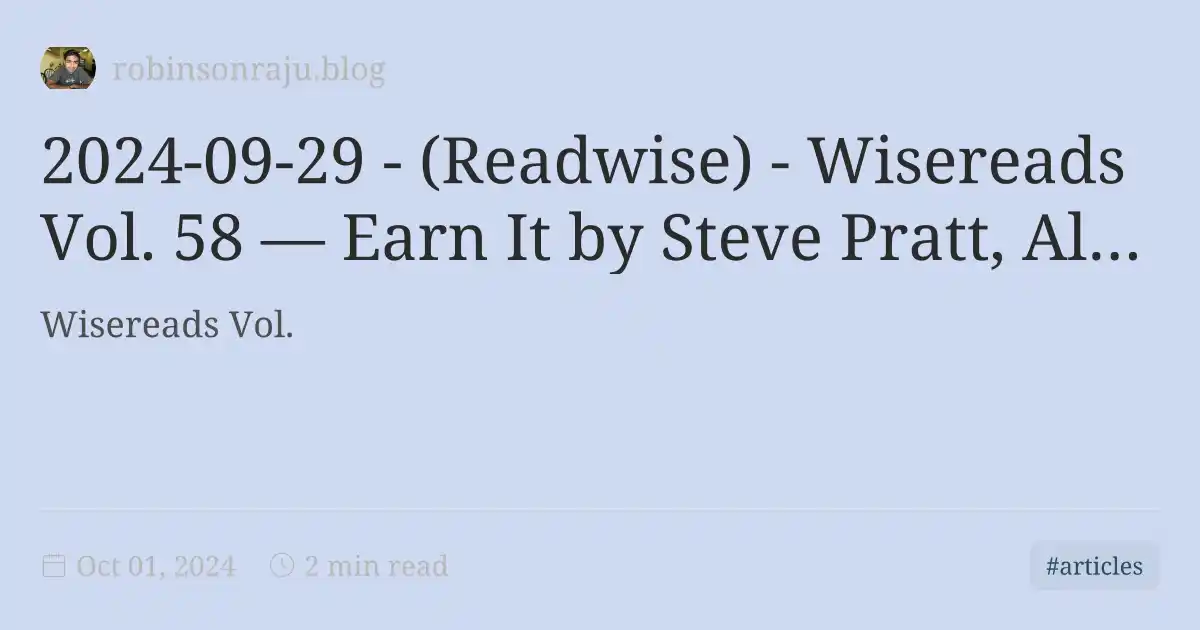 robinsonraju.blog
2024-09-29 - (Readwise) - Wisereads
Vol. 58 — Earn It by Steve Pratt, Al...
Wisereads Vol.
Oct 01, 2024 2 min read
#articles